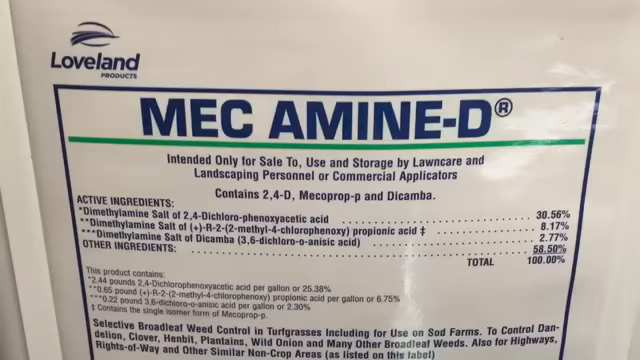 Loveland
PRODUCTS
MEC AMINE-D®
Intended Only for Sale To, Use and Storage by Lawncare and
Landscaping Personnel or Commercial Applicators
Contains 2,4-D, Mecoprop-p and Dicamba.
ACTIVE INGREDIENTS:
*Dimethylamine Salt of 2,4-Dichloro-phenoxyacetic acid 30.56%
**Dimethylamine Salt of (+)-R-2-(2-methyl-4-chlorophenoxy) propionic acid ‡ 8.17%
***Dimethylamine Salt of Dicamba (3,6-dichloro-o-anisic acid) 2.77%
OTHER INGREDIENTS: 58.50%
TOTAL 100.00%
This product contains:
*2.44 pounds 2,4-Dichlorophenoxyacetic acid per gallon or 25.38%
**0.65 pound (+)-R-2-(2-methyl-4-chlorophenoxy) propionic acid per gallon or 6.75%
***0.22 pound 3,6-dichloro-o-anisic acid per gallon or 2.30%
‡ Contains the single isomer form of Mecoprop-p.
Selective Broadleaf Weed Control in Turfgrasses Including for Use on Sod Farms. To Control Dan-
delion, Clover, Henbit, Plantains, Wild Onion and Many Other Broadleaf Weeds. Also for Highways,
Rights-of-Way and Other Similar Non-Crop Areas (as listed on this label)